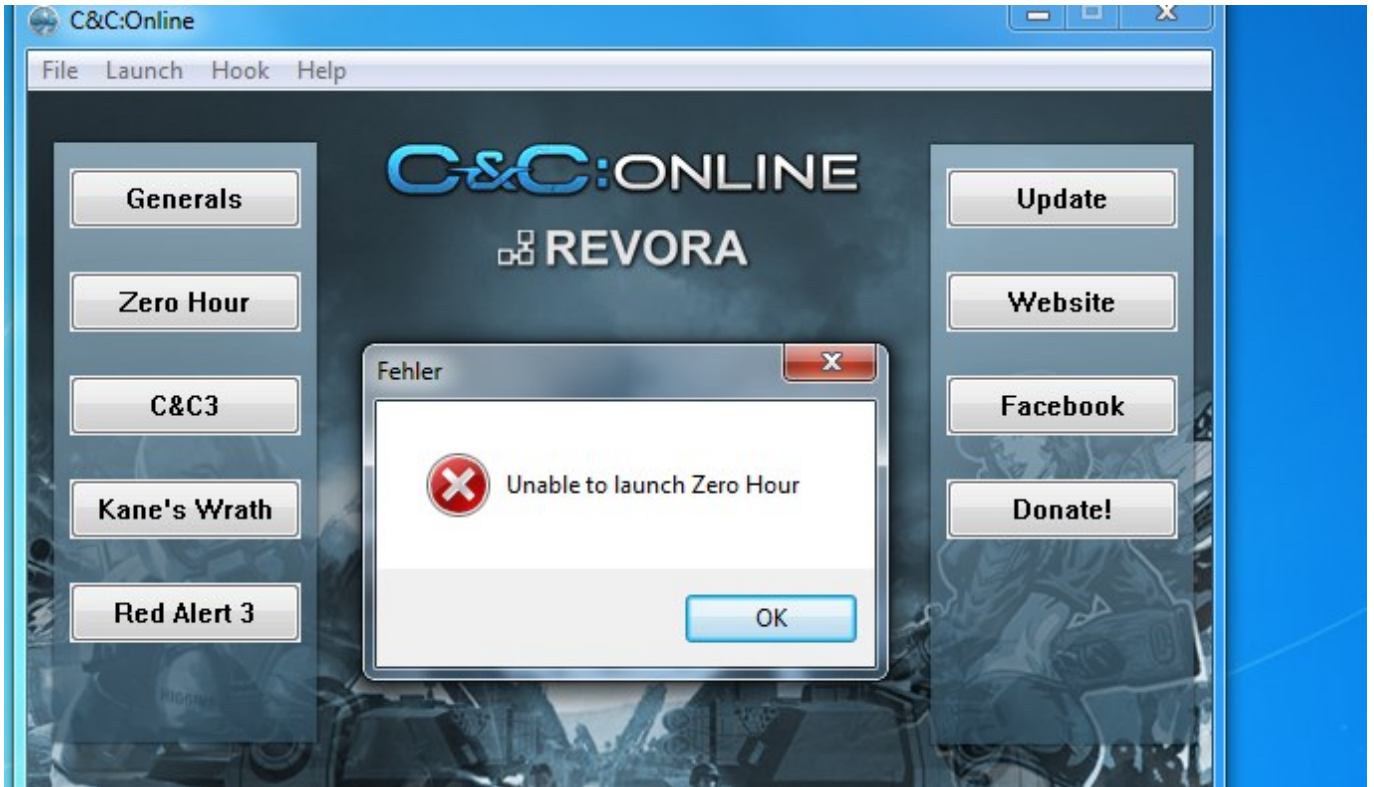 C&C:Online
File Launch Hook Help
C&C:ONLINE
REVORA
Generals
Zero Hour
C&C3
Kane's Wrath
Red Alert 3
Update
Website
Facebook
Donate!
Fehler
Unable to launch Zero Hour
OK